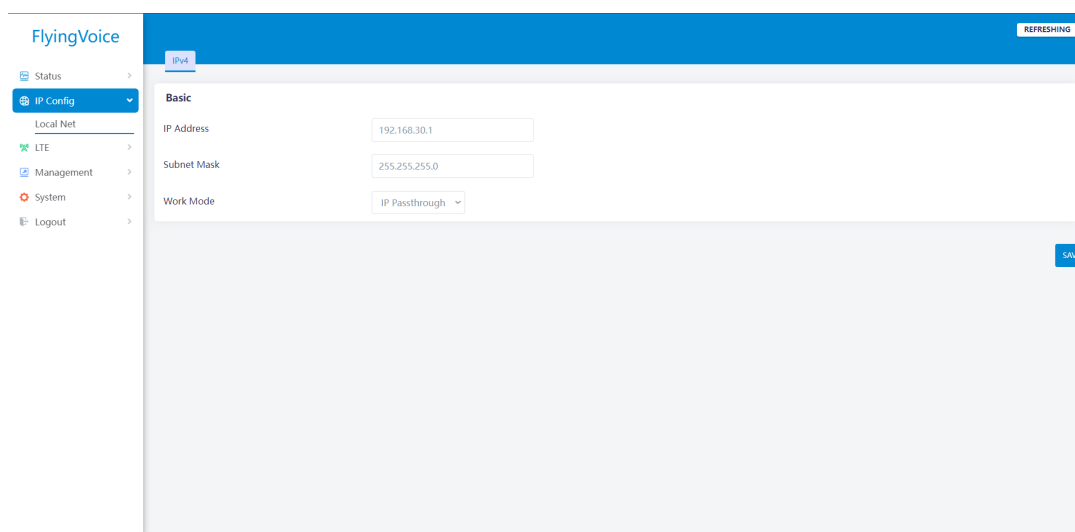 FlyingVoice
REFRESHING
IPv4
Status
IP Config
Local Net
LTE
Management
System
Logout
Basic
IP Address
192.168.30.1
Subnet Mask
255.255.255.0
Work Mode
IP Passthrough
SAV